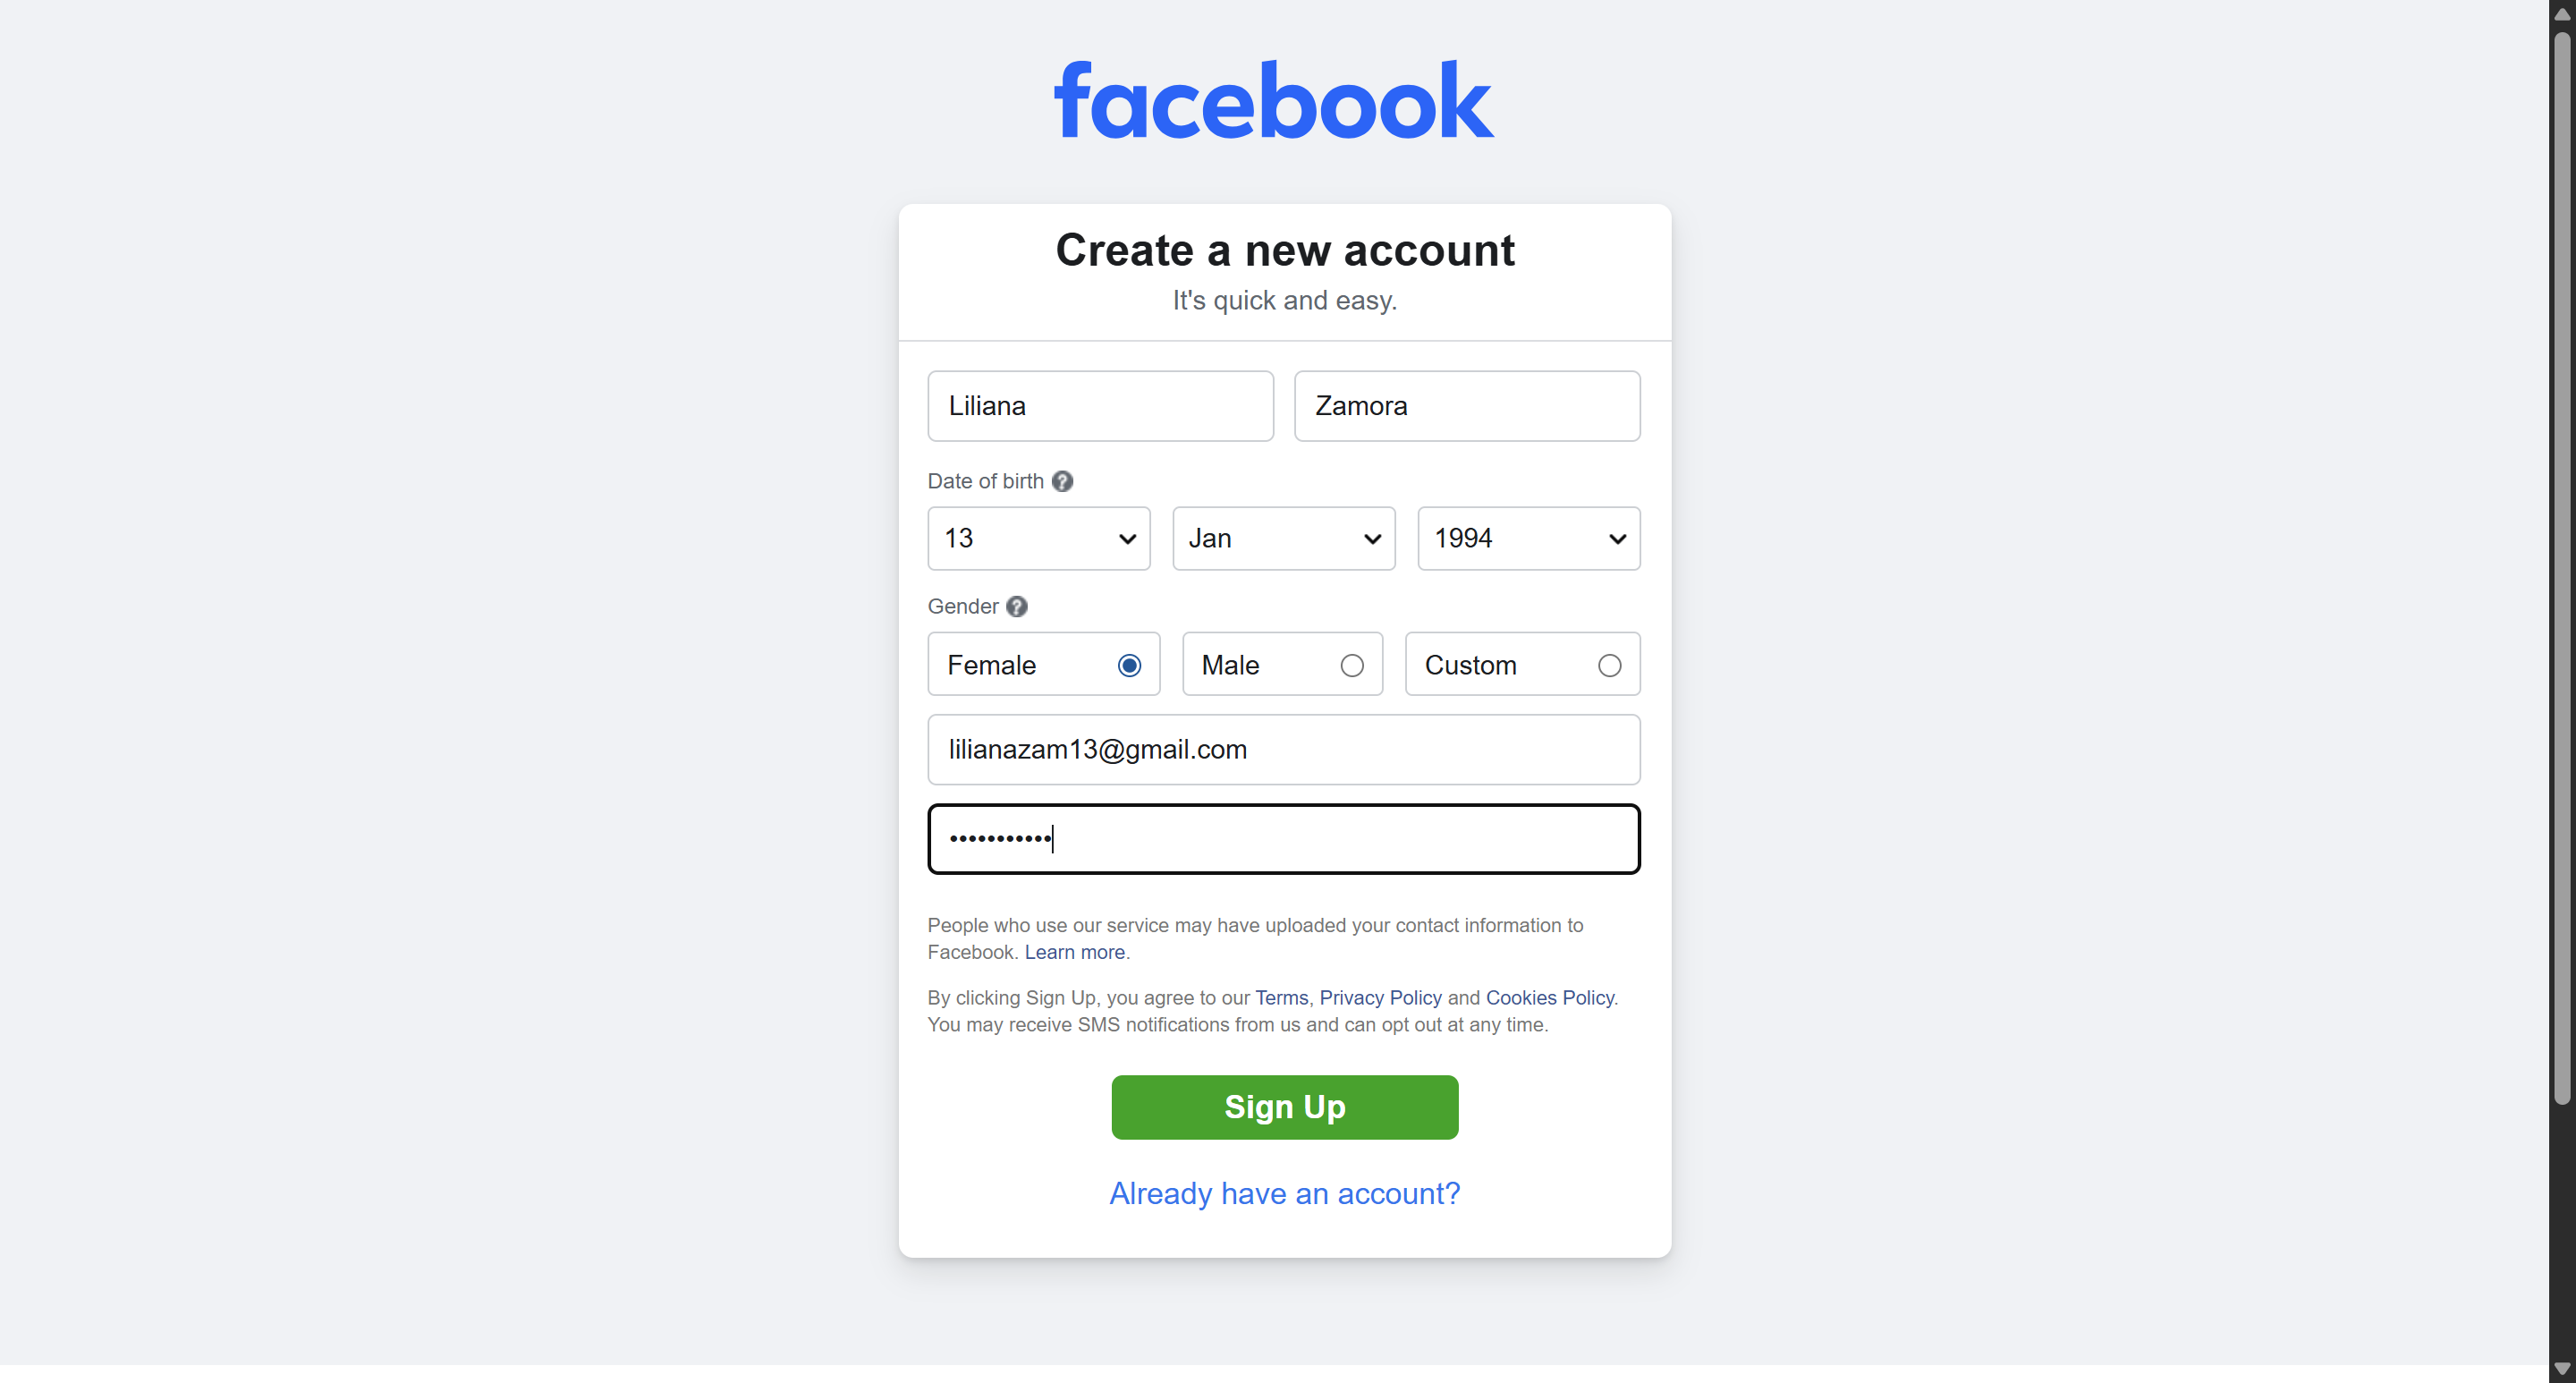 facebook
Create a new account
It's quick and easy.
Liliana Zamora
Date of birth ?
13 Jan 1994
Gender ?
Female Male Custom
lilianazam13@gmail.com
•••••••••••
People who use our service may have uploaded your contact information to
Facebook. Learn more.
By clicking Sign Up, you agree to our Terms, Privacy Policy and Cookies Policy.
You may receive SMS notifications from us and can opt out at any time.
Sign Up
Already have an account?